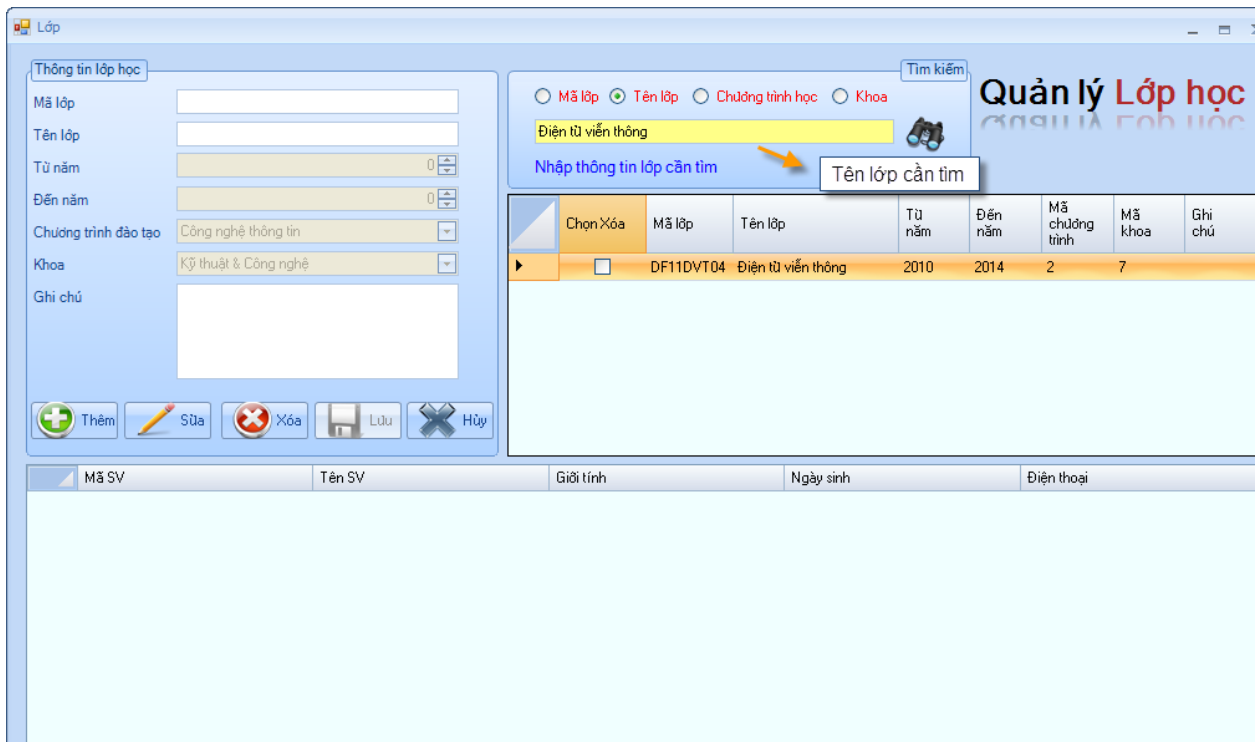 Lớp
Thông tin lớp học
Mã lớp
Tên lớp
Từ năm 0
Đến năm 0
Chương trình đào tạo Công nghệ thông tin
Khoa Kỹ thuật & Công nghệ
Ghi chú
Thêm Sửa Xóa Lưu Hủy
Tìm kiếm
Mã lớp Tên lớp Chương trình học Khoa
Điện tử viễn thông
Nhập thông tin lớp cần tìm
Tên lớp cần tìm
Quản lý Lớp học
Chọn Xóa Mã lớp Tên lớp Từ năm Đến năm Mã chương trình Mã khoa Ghi chú
DF11DVT04 Điện tử viễn thông 2010 2014 2 7
Mã SV Tên SV Giới tính Ngày sinh Điện thoại